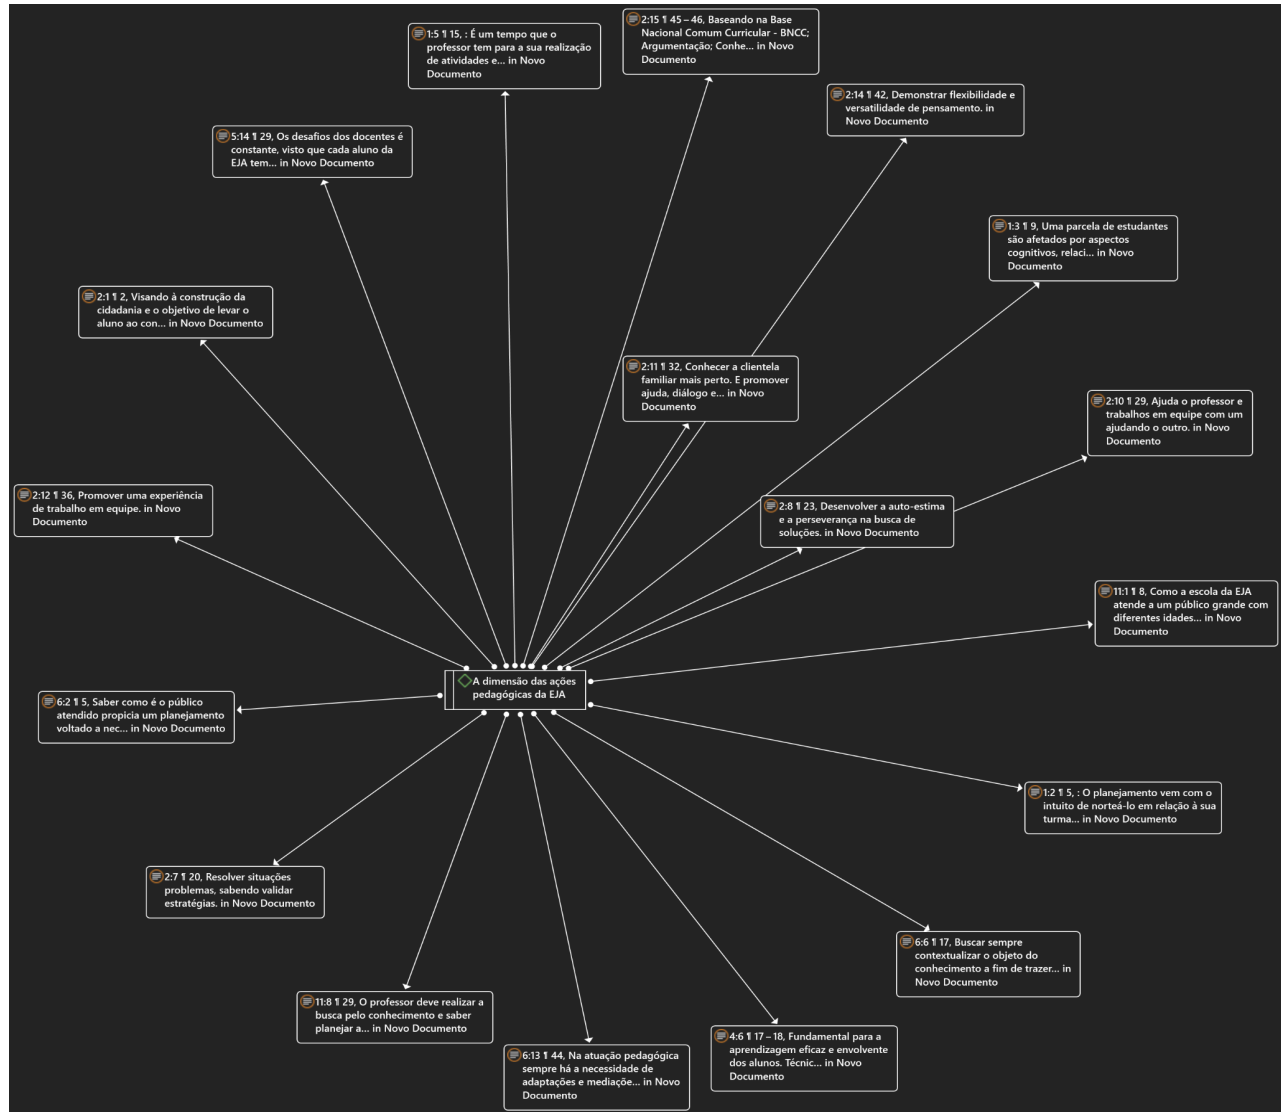 2:15 ¶ 45 – 46, Baseando na Base
Nacional Comum Curricular - BNCC;
Argumentação; Conhe... in Novo
Documento
1:5 ¶ 15, : É um tempo que o
professor tem para a sua realização
de atividades e... in Novo
Documento
2:14 ¶ 42, Demonstrar flexibilidade e
versatilidade de pensamento. in
Novo Documento
5:14 ¶ 29, Os desafios dos docentes é
constante, visto que cada aluno da
EJA tem... in Novo Documento
1:3 ¶ 9, Uma parcela de estudantes
são afetados por aspectos
cognitivos, relaci... in Novo
Documento
2:1 ¶ 2, Visando à construção da
cidadania e o objetivo de levar o
aluno ao con... in Novo Documento
2:11 ¶ 32, Conhecer a clientela
familiar mais perto. E promover
ajuda, diálogo e... in Novo
Documento
2:10 ¶ 29, Ajuda o professor e
trabalhos em equipe com um
ajudando o outro. in Novo
Documento
2:12 ¶ 36, Promover uma experiência
de trabalho em equipe. in Novo
Documento
2:8 ¶ 23, Desenvolver a auto-estima
e a perseverança na busca de
soluções. in Novo Documento
11:1 ¶ 8, Como a escola da EJA
atende a um público grande com
diferentes idades... in Novo
Documento
A dimensão das ações
pedagógicas da EJA
6:2 ¶ 5, Saber como é o público
atendido propicia um planejamento
voltado a nec... in Novo Documento
1:2 ¶ 5, : O planejamento vem com o
intuito de norteá-lo em relação à sua
turma... in Novo Documento
2:7 ¶ 20, Resolver situações
problemas, sabendo validar
estratégias. in Novo Documento
6:6 ¶ 17, Buscar sempre
contextualizar o objeto do
conhecimento a fim de trazer... in
Novo Documento
11:8 ¶ 29, O professor deve realizar a
busca pelo conhecimento e saber
planejar a... in Novo Documento
4:6 ¶ 17 – 18, Fundamental para a
aprendizagem eficaz e envolvente
dos alunos. Técnic... in Novo
Documento
6:13 ¶ 44, Na atuação pedagógica
sempre há a necessidade de
adaptações e mediaçõe... in Novo
Documento